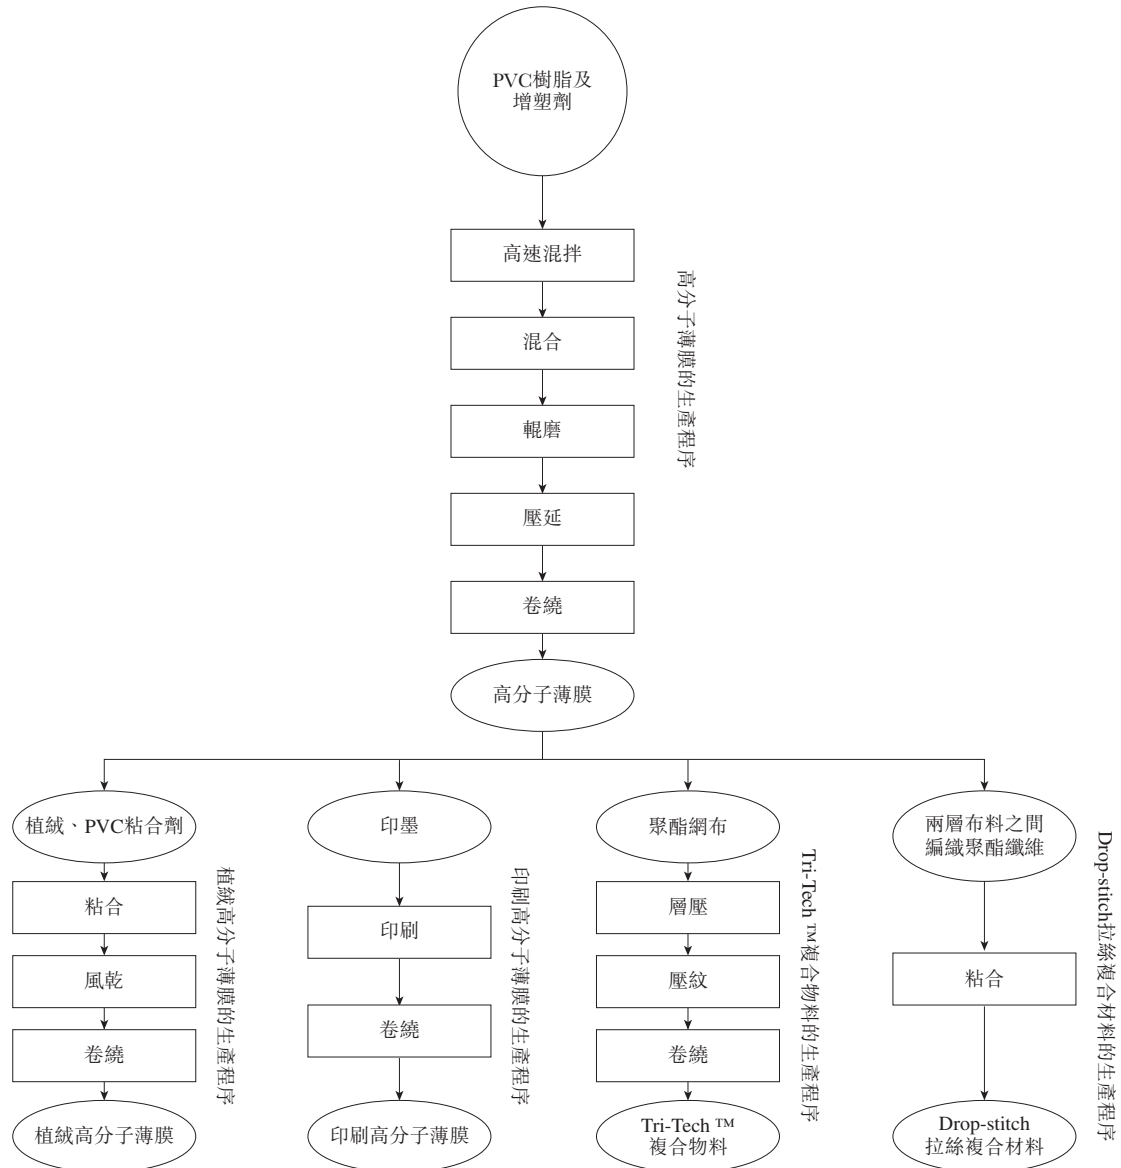 PVC樹脂及
增塑劑
高速混拌
高分子薄膜的生產程序
混合
輥磨
壓延
卷繞
高分子薄膜
植絨、PVC粘合劑
粘合
風乾
卷繞
植絨高分子薄膜
植絨高分子薄膜的生產程序
印墨
印刷
卷繞
印刷高分子薄膜
印刷高分子薄膜的生產程序
聚酯網布
層壓
壓紋
卷繞
Tri-Tech ™
複合物料
Tri-Tech ™複合物料的生產程序
兩層布料之間
編織聚酯纖維
粘合
Drop-stitch
拉絲複合材料
Drop-stitch拉絲複合材料的生產程序